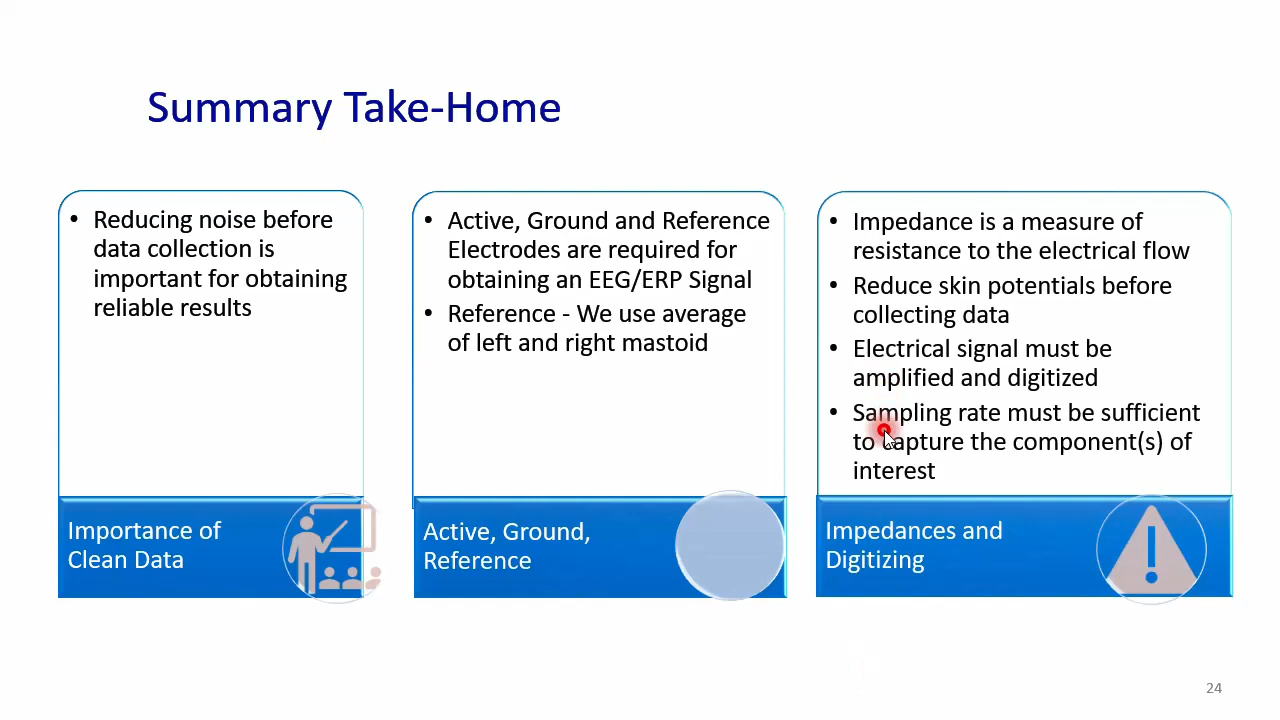 Summary Take-Home
• Reducing noise before
data collection is
important for obtaining
reliable results
Importance of
Clean Data
• Active, Ground and Reference
Electrodes are required for
obtaining an EEG/ERP Signal
• Reference - We use average
of left and right mastoid
Active, Ground,
Reference
• Impedance is a measure of
resistance to the electrical flow
• Reduce skin potentials before
collecting data
• Electrical signal must be
amplified and digitized
• Sampling rate must be sufficient
to capture the component(s) of
interest
Impedances and
Digitizing
24